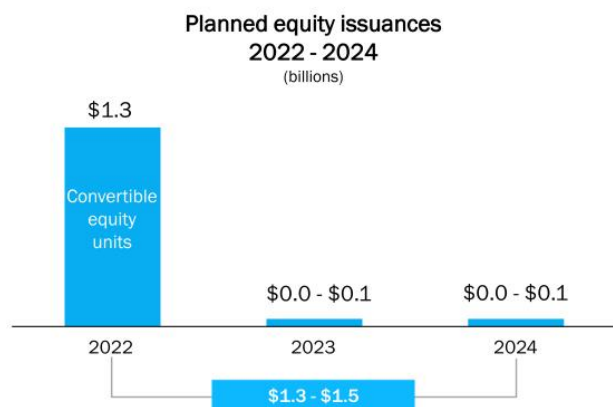 Planned equity issuances
2022 - 2024
(billions)
$1.3
Convertible
equity
units
$0.0 - $0.1
$0.0 - $0.1
2022
2023
2024
$1.3 - $1.5